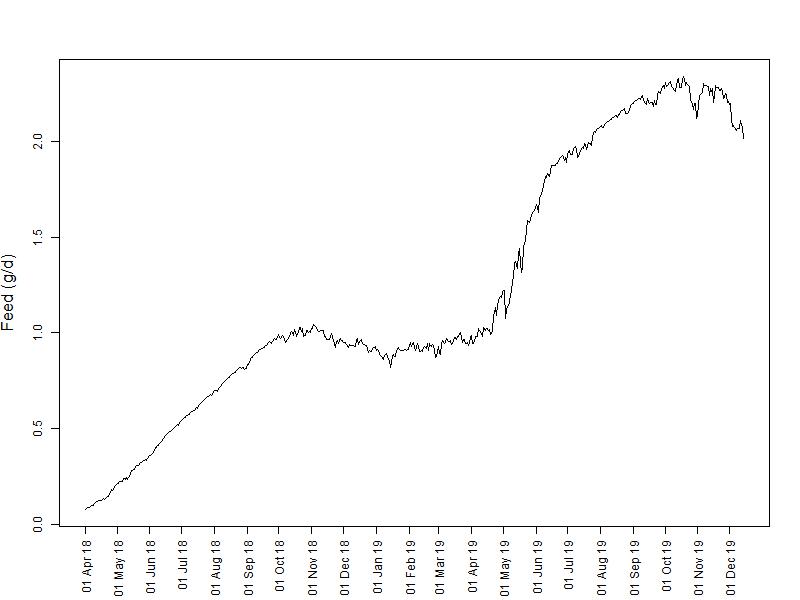 Feed (g/d)
2.0
1.5
1.0
0.5
0.0
01 Apr 18
01 May 18
01 Jun 18
01 Jul 18
01 Aug 18
01 Sep 18
01 Oct 18
01 Nov 18
01 Dec 18
01 Jan 19
01 Feb 19
01 Mar 19
01 Apr 19
01 May 19
01 Jun 19
01 Jul 19
01 Aug 19
01 Sep 19
01 Oct 19
01 Nov 19
01 Dec 19